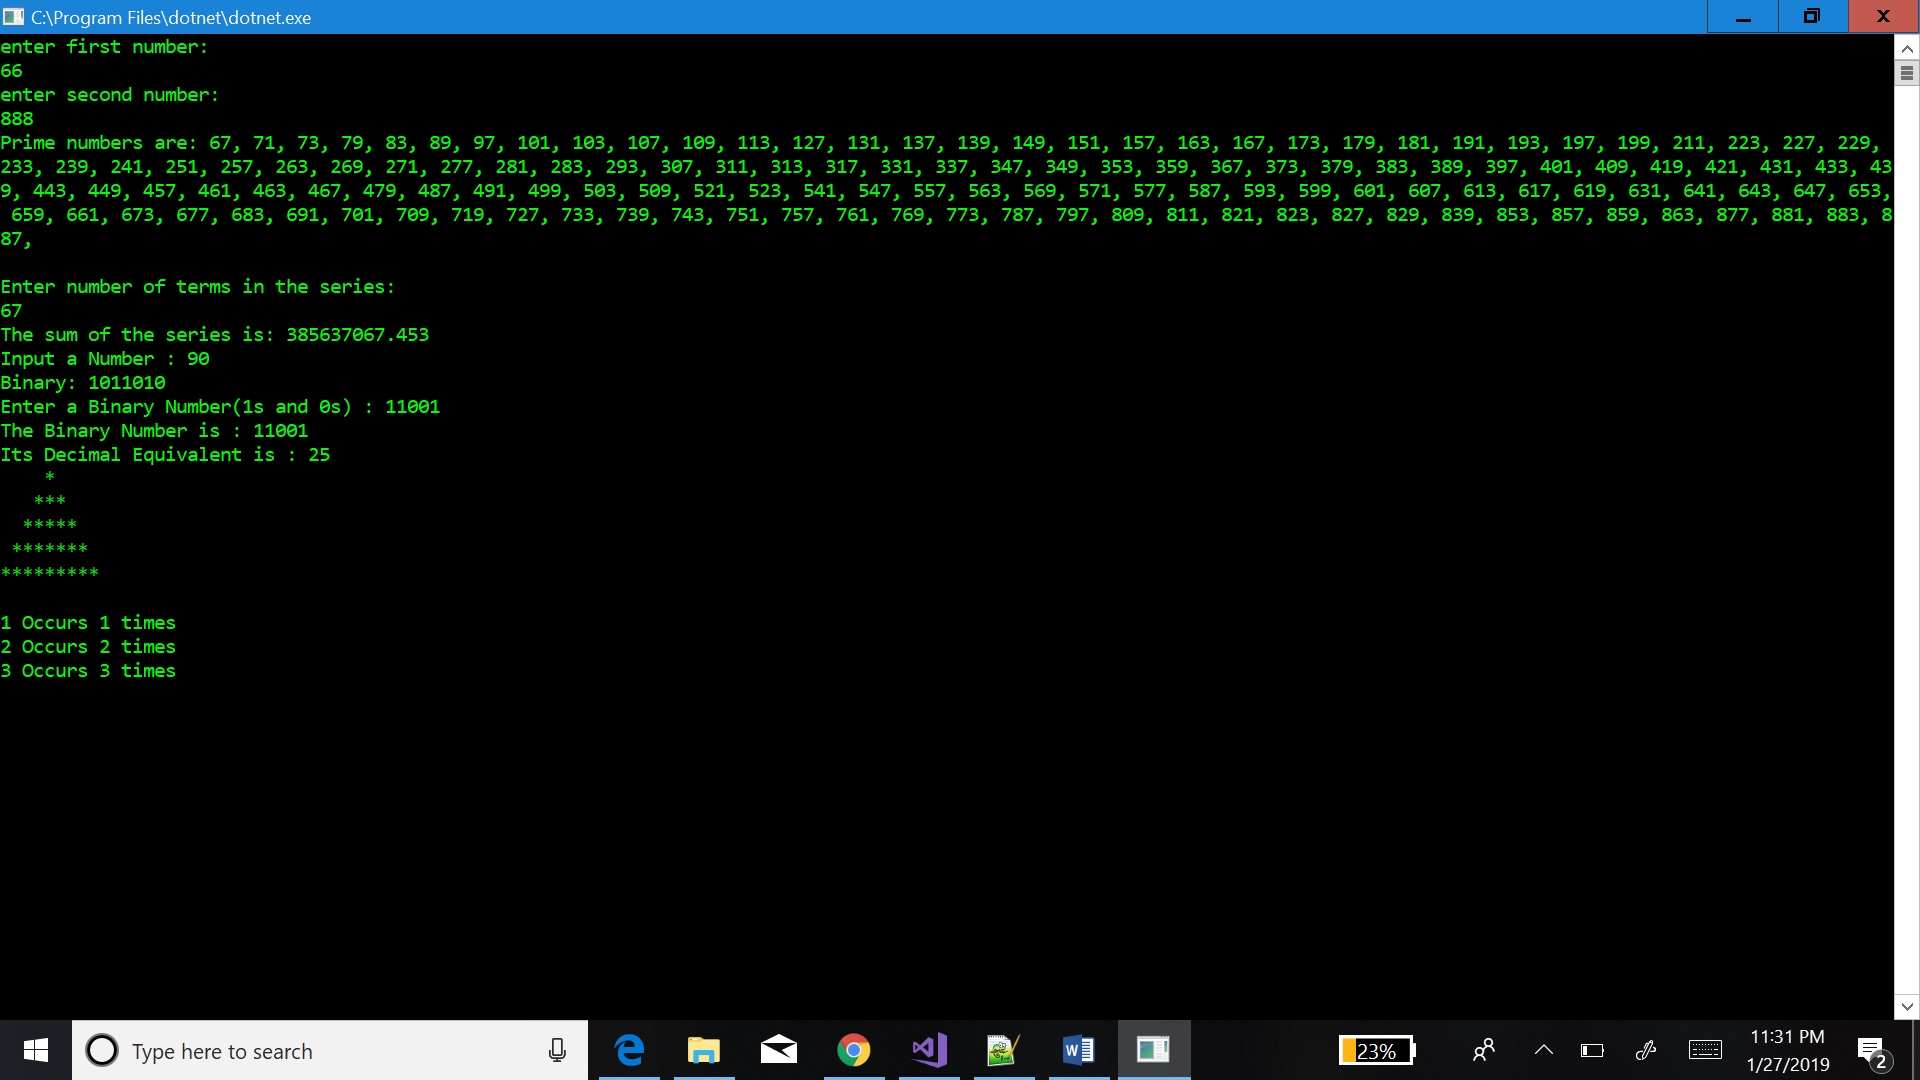 C:\Program Files\dotnet\dotnet.exe
enter first number:
66
enter second number:
888
Prime numbers are: 67, 71, 73, 79, 83, 89, 97, 101, 103, 107, 109, 113, 127, 131, 137, 139, 149, 151, 157, 163, 167, 173, 179, 181, 191, 193, 197, 199, 211, 223, 227, 229,
233, 239, 241, 251, 257, 263, 269, 271, 277, 281, 283, 293, 307, 311, 313, 317, 331, 337, 347, 349, 353, 359, 367, 373, 379, 383, 389, 397, 401, 409, 419, 421, 431, 433, 43
9, 443, 449, 457, 461, 463, 467, 479, 487, 491, 499, 503, 509, 521, 523, 541, 547, 557, 563, 569, 571, 577, 587, 593, 599, 601, 607, 613, 617, 619, 631, 641, 643, 647, 653,
659, 661, 673, 677, 683, 691, 701, 709, 719, 727, 733, 739, 743, 751, 757, 761, 769, 773, 787, 797, 809, 811, 821, 823, 827, 829, 839, 853, 857, 859, 863, 877, 881, 883, 8
87,
Enter number of terms in the series:
67
The sum of the series is: 385637067.453
Input a Number : 90
Binary: 1011010
Enter a Binary Number(1s and 0s) : 11001
The Binary Number is : 11001
Its Decimal Equivalent is : 25
    *
   ***
  *****
 *******
*********
1 Occurs 1 times
2 Occurs 2 times
3 Occurs 3 times
Type here to search
23%
11:31 PM
1/27/2019
2